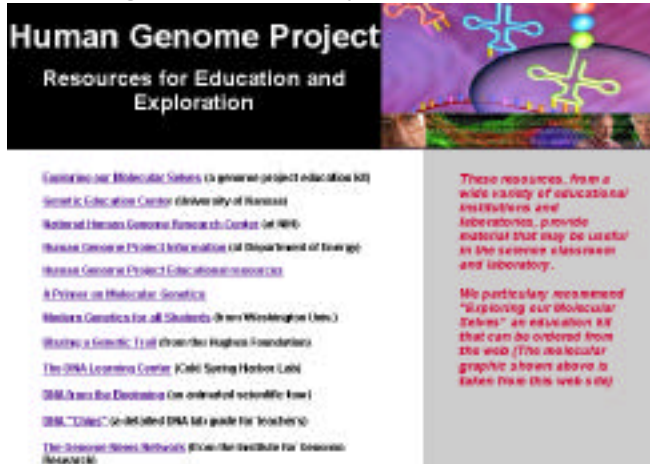 Human Genome Project
Resources for Education and
Exploration
Exploring our Molecular Selves (a genome project education kit)
Genetic Education Center (University of Kansas)
National Human Genome Research Center (at NIH)
Human Genome Project Information (at Department of Energy)
Human Genome Project Educational resources
A Primer on Molecular Genetics
Modern Genetics for all Students (from Washington Univ.)
Blazing a Genetic Trail (from the Hughes Foundation)
The DNA Learning Center (Cold Spring Harbor Lab)
DNA from the Beginning (an animated scientific tour)
DNA "Chips" (a detailed DNA lab guide for teachers)
The Genome News Network (from the Institute for Genomic
Research)
These resources, from a
wide variety of educational
institutions and
laboratories, provide
material that may be useful
in the science classroom
and laboratory.
We particulary recommend
"Exploring our Molecular
Selves" an education kit
that can be ordered from
the web (The molecular
graphic shown above is
taken from this web side)